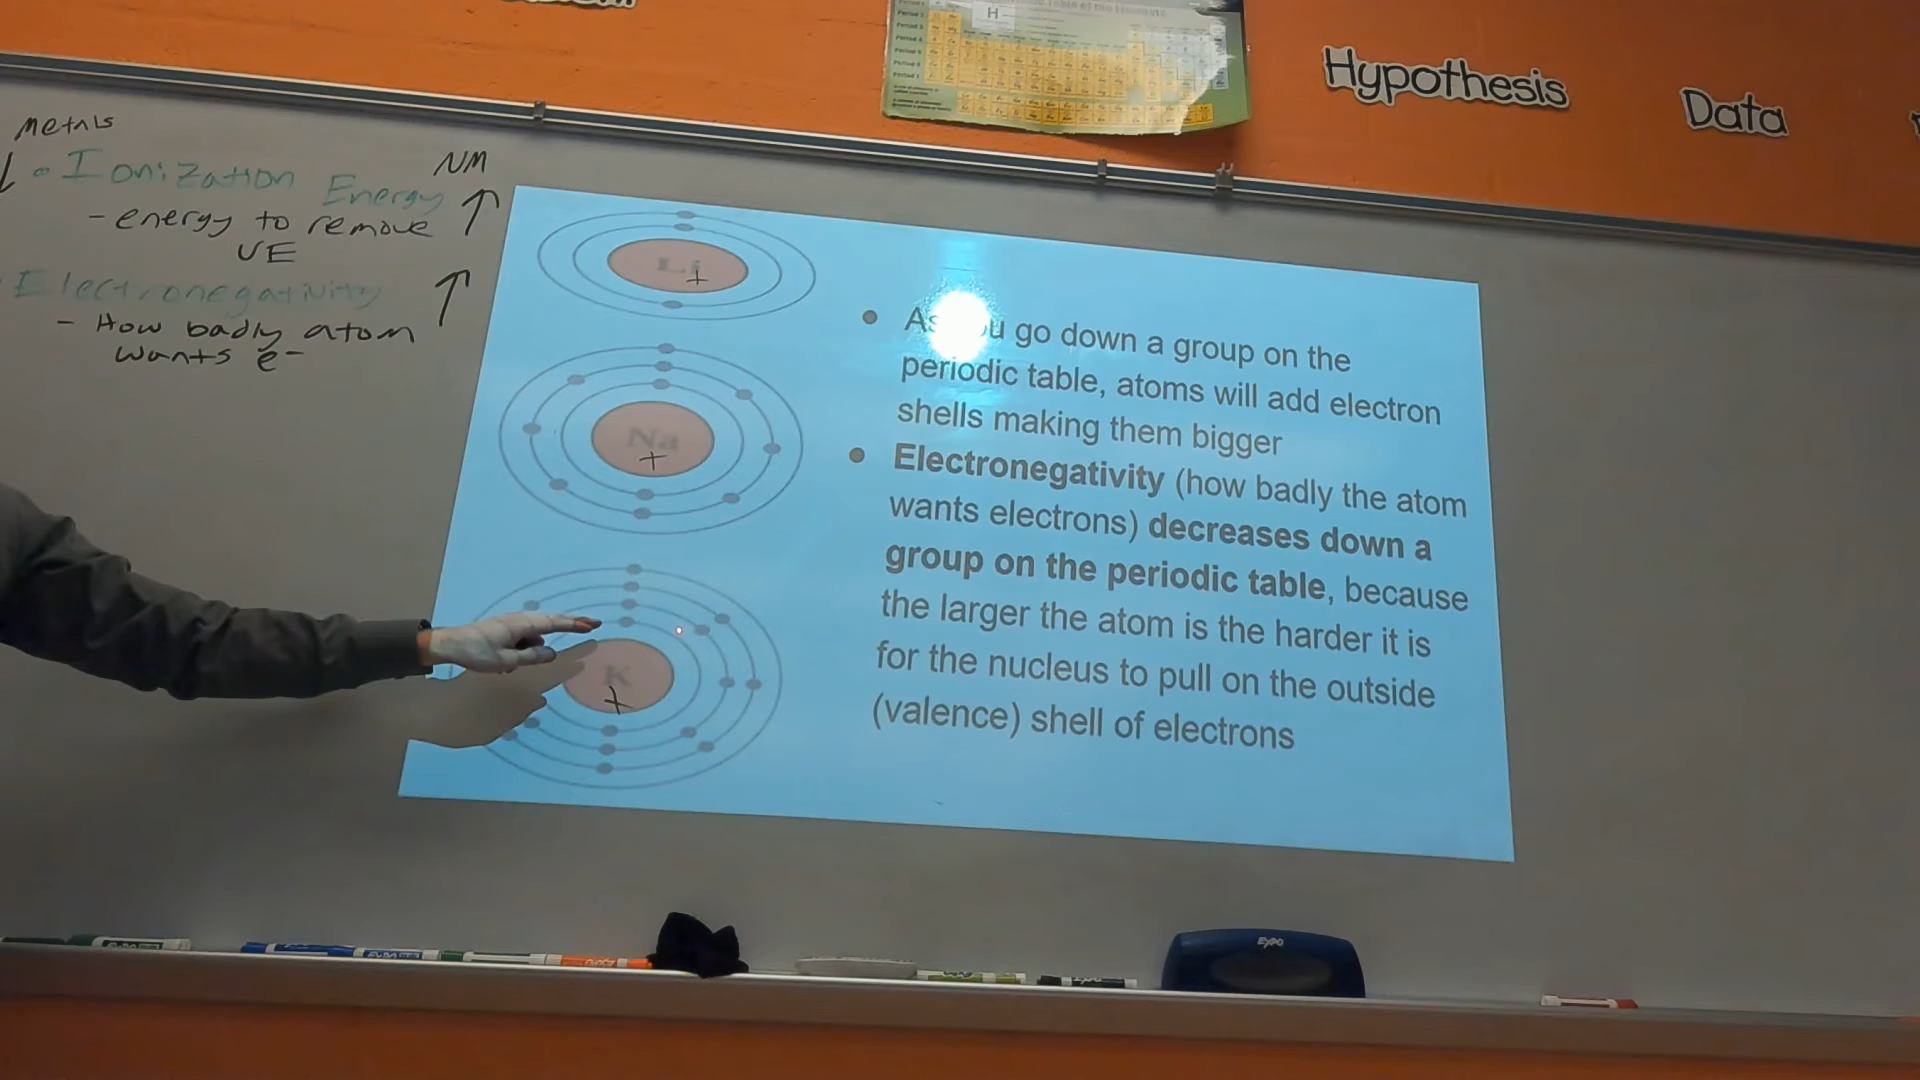 Hypothesis
Data
H
metals
NM
↓ • Ionization Energy ↑
- energy to remove
VE
Electronegativity ↑
- How badly atom
wants e-
Li
+
Na
+
K
+
• As you go down a group on the
periodic table, atoms will add electron
shells making them bigger
• Electronegativity (how badly the atom
wants electrons) decreases down a
group on the periodic table, because
the larger the atom is the harder it is
for the nucleus to pull on the outside
(valence) shell of electrons
EXPO